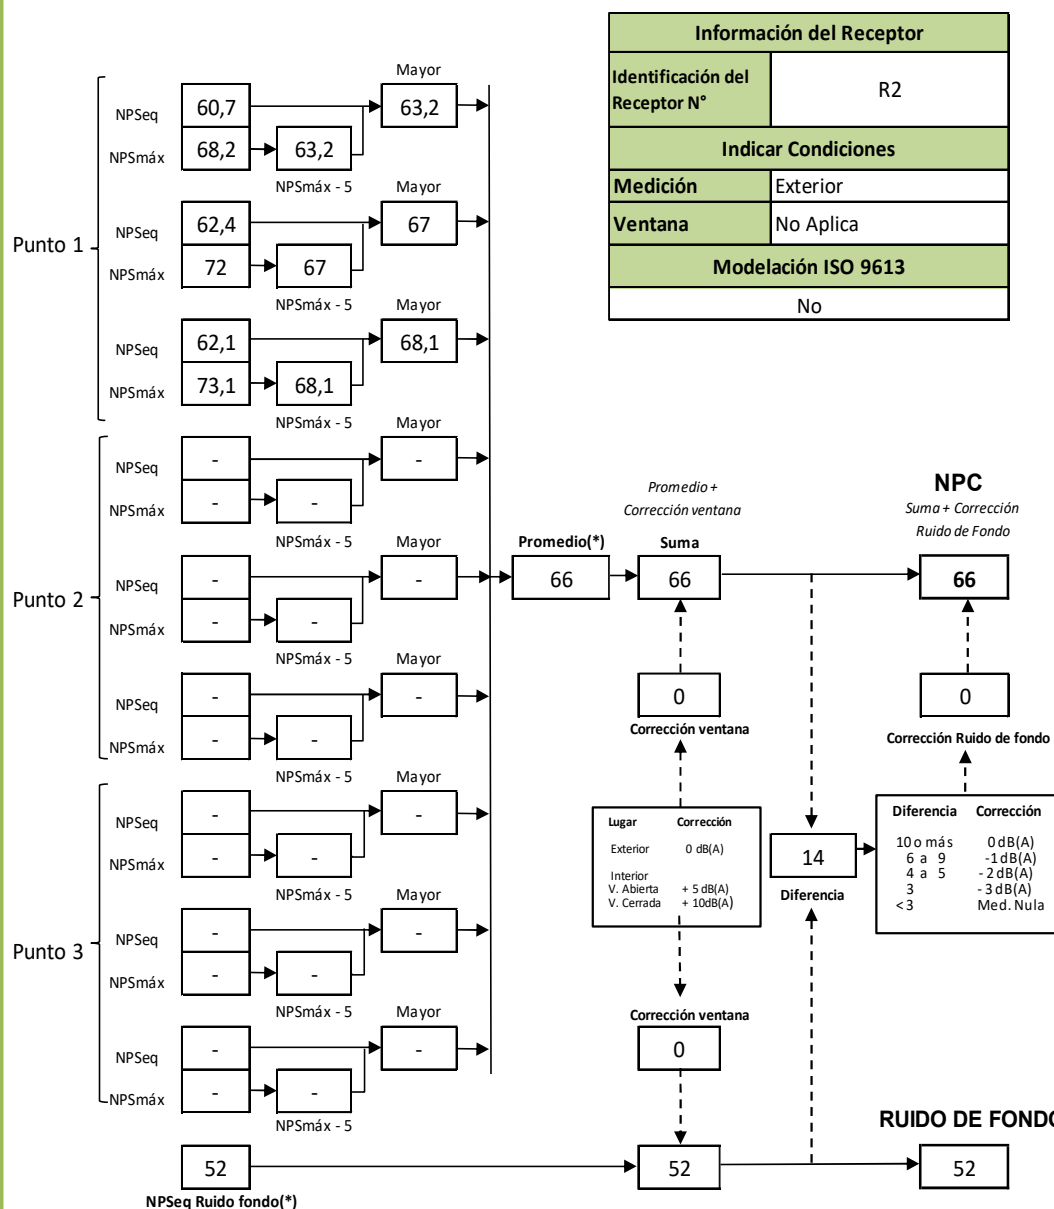 Información del Receptor
Identificación del Receptor N°
R2
Indicar Condiciones
Medición Exterior
Ventana No Aplica
Modelación ISO 9613
No
Punto 1
Mayor
NPSeq 60,7 63,2
NPSmáx 68,2 63,2
NPSmáx - 5
Mayor
NPSeq 62,4 67
NPSmáx 72 67
NPSmáx - 5
Mayor
NPSeq 62,1 68,1
NPSmáx 73,1 68,1
NPSmáx - 5
Punto 2
Mayor
NPSeq - -
NPSmáx - -
NPSmáx - 5
Mayor
NPSeq - -
NPSmáx - -
NPSmáx - 5
Mayor
NPSeq - -
NPSmáx - -
NPSmáx - 5
Punto 3
Mayor
NPSeq - -
NPSmáx - -
NPSmáx - 5
Mayor
NPSeq - -
NPSmáx - -
NPSmáx - 5
Mayor
NPSeq - -
NPSmáx - -
NPSmáx - 5
52
NPSeq Ruido fondo(*)
Promedio(*)
66
Promedio +
Corrección ventana
Suma
66
0
Corrección ventana
Lugar Corrección
Exterior 0 dB(A)
Interior
V. Abierta + 5 dB(A)
V. Cerrada + 10dB(A)
Corrección ventana
0
52
14
Diferencia
NPC
Suma + Corrección
Ruido de Fondo
66
0
Corrección Ruido de fondo
Diferencia Corrección
10 o más 0 dB(A)
6 a 9 -1 dB(A)
4 a 5 - 2 dB(A)
3 - 3 dB(A)
< 3 Med. Nula
RUIDO DE FONDO
52